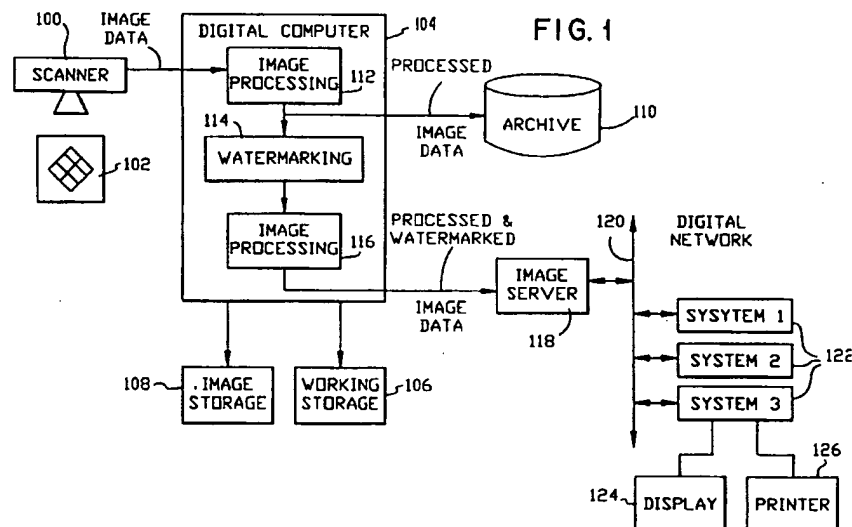 FIG. 1
100
IMAGE
DATA
SCANNER
102
DIGITAL COMPUTER
104
IMAGE
PROCESSING
112
114
WATERMARKING
IMAGE
PROCESSING
116
PROCESSED
IMAGE
DATA
ARCHIVE
110
PROCESSED &
WATERMARKED
IMAGE
DATA
IMAGE
SERVER
118
120
DIGITAL
NETWORK
SYSYTEM 1
SYSTEM 2
SYSTEM 3
122
108
.IMAGE
STORAGE
WORKING
STORAGE
106
124
DISPLAY
126
PRINTER